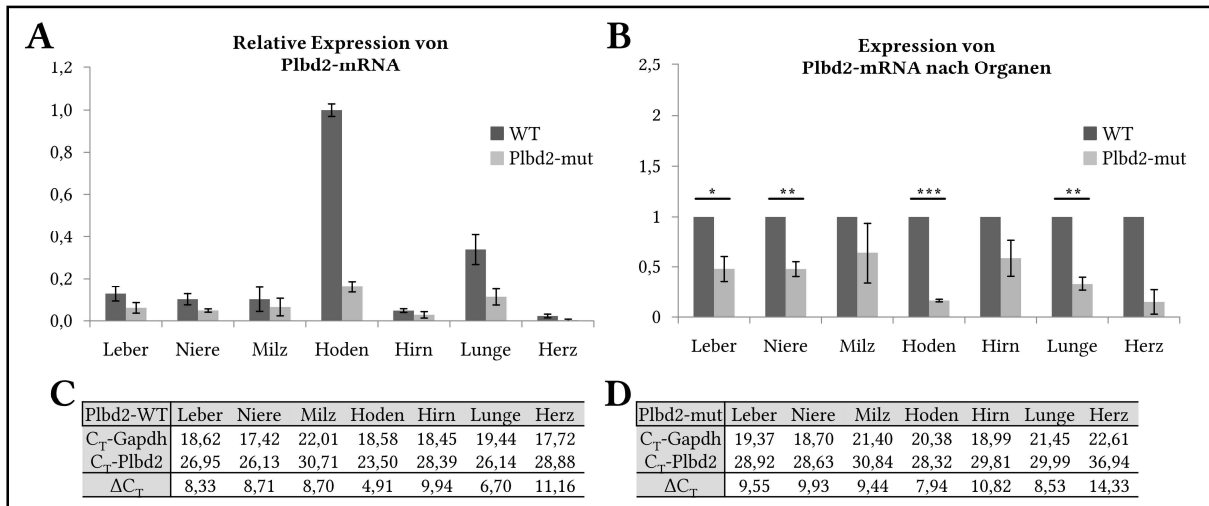 A
Relative Expression von
Plbd2-mRNA
1,2
1,0
0,8
0,6
0,4
0,2
0,0
WT
Plbd2-mut
Leber Niere Milz Hoden Hirn Lunge Herz
B
Expression von
Plbd2-mRNA nach Organen
2,5
2
1,5
1
0,5
0
WT
Plbd2-mut
* ** *** **
Leber Niere Milz Hoden Hirn Lunge Herz
C
Plbd2-WT Leber Niere Milz Hoden Hirn Lunge Herz
CT-Gapdh 18,62 17,42 22,01 18,58 18,45 19,44 17,72
CT-Plbd2 26,95 26,13 30,71 23,50 28,39 26,14 28,88
ΔCT 8,33 8,71 8,70 4,91 9,94 6,70 11,16
D
Plbd2-mut Leber Niere Milz Hoden Hirn Lunge Herz
CT-Gapdh 19,37 18,70 21,40 20,38 18,99 21,45 22,61
CT-Plbd2 28,92 28,63 30,84 28,32 29,81 29,99 36,94
ΔCT 9,55 9,93 9,44 7,94 10,82 8,53 14,33